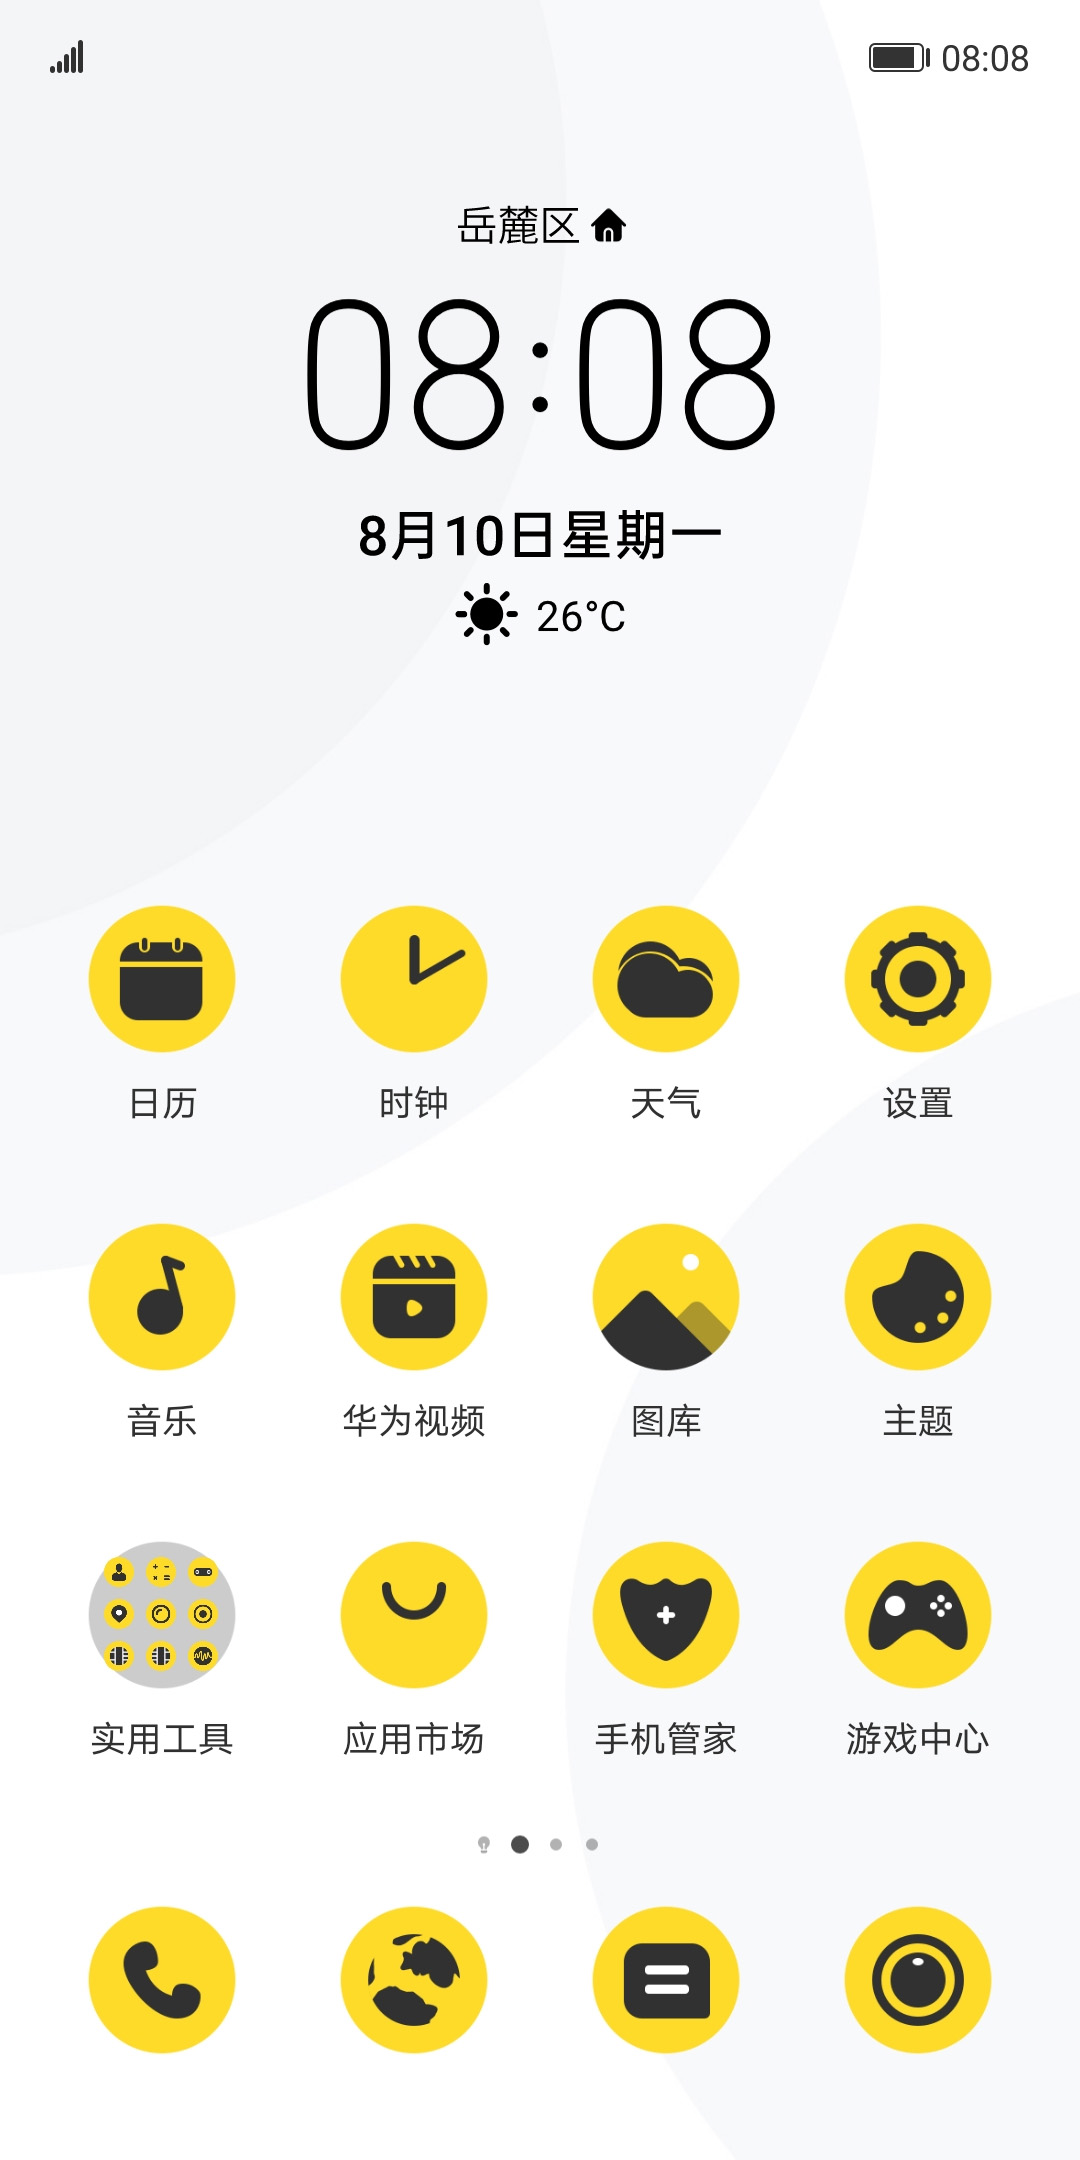 08:08
岳麓区
08:08
8月10日星期一
26°C
日历 时钟 天气 设置
音乐 华为视频 图库 主题
实用工具 应用市场 手机管家 游戏中心